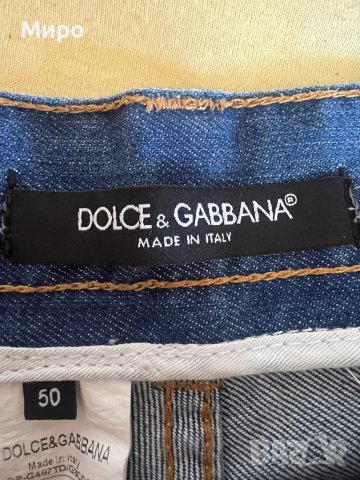 Миро
DOLCE & GABBANA®
MADE IN ITALY
50
DOLCE&GABBANA
Made in Italy